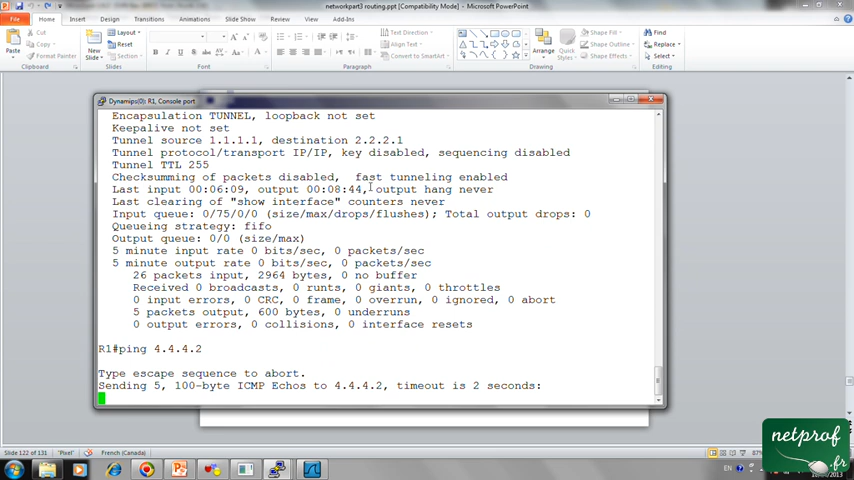 networkpart3 routing.ppt [Compatibility Mode] - Microsoft PowerPoint
File Home Insert Design Transitions Animations Slide Show Review View Add-Ins
Paste
New Slide
Layout
Reset
Section
Font
Paragraph
Text Direction
Align Text
Convert to SmartArt
Arrange
Quick Styles
Shape Fill
Shape Outline
Shape Effects
Drawing
Find
Replace
Select
Editing
Dynamips(0): R1, Console port
Encapsulation TUNNEL, loopback not set
Keepalive not set
Tunnel source 1.1.1.1, destination 2.2.2.1
Tunnel protocol/transport IP/IP, key disabled, sequencing disabled
Tunnel TTL 255
Checksumming of packets disabled, fast tunneling enabled
Last input 00:06:09, output 00:08:44, output hang never
Last clearing of "show interface" counters never
Input queue: 0/75/0/0 (size/max/drops/flushes); Total output drops: 0
Queueing strategy: fifo
Output queue: 0/0 (size/max)
5 minute input rate 0 bits/sec, 0 packets/sec
5 minute output rate 0 bits/sec, 0 packets/sec
26 packets input, 2964 bytes, 0 no buffer
Received 0 broadcasts, 0 runts, 0 giants, 0 throttles
0 input errors, 0 CRC, 0 frame, 0 overrun, 0 ignored, 0 abort
5 packets output, 600 bytes, 0 underruns
0 output errors, 0 collisions, 0 interface resets
R1#ping 4.4.4.2
Type escape sequence to abort.
Sending 5, 100-byte ICMP Echos to 4.4.4.2, timeout is 2 seconds:
Slide 122 of 131 "Pixel" French (Canada)
87%
netprof
.fr
EN